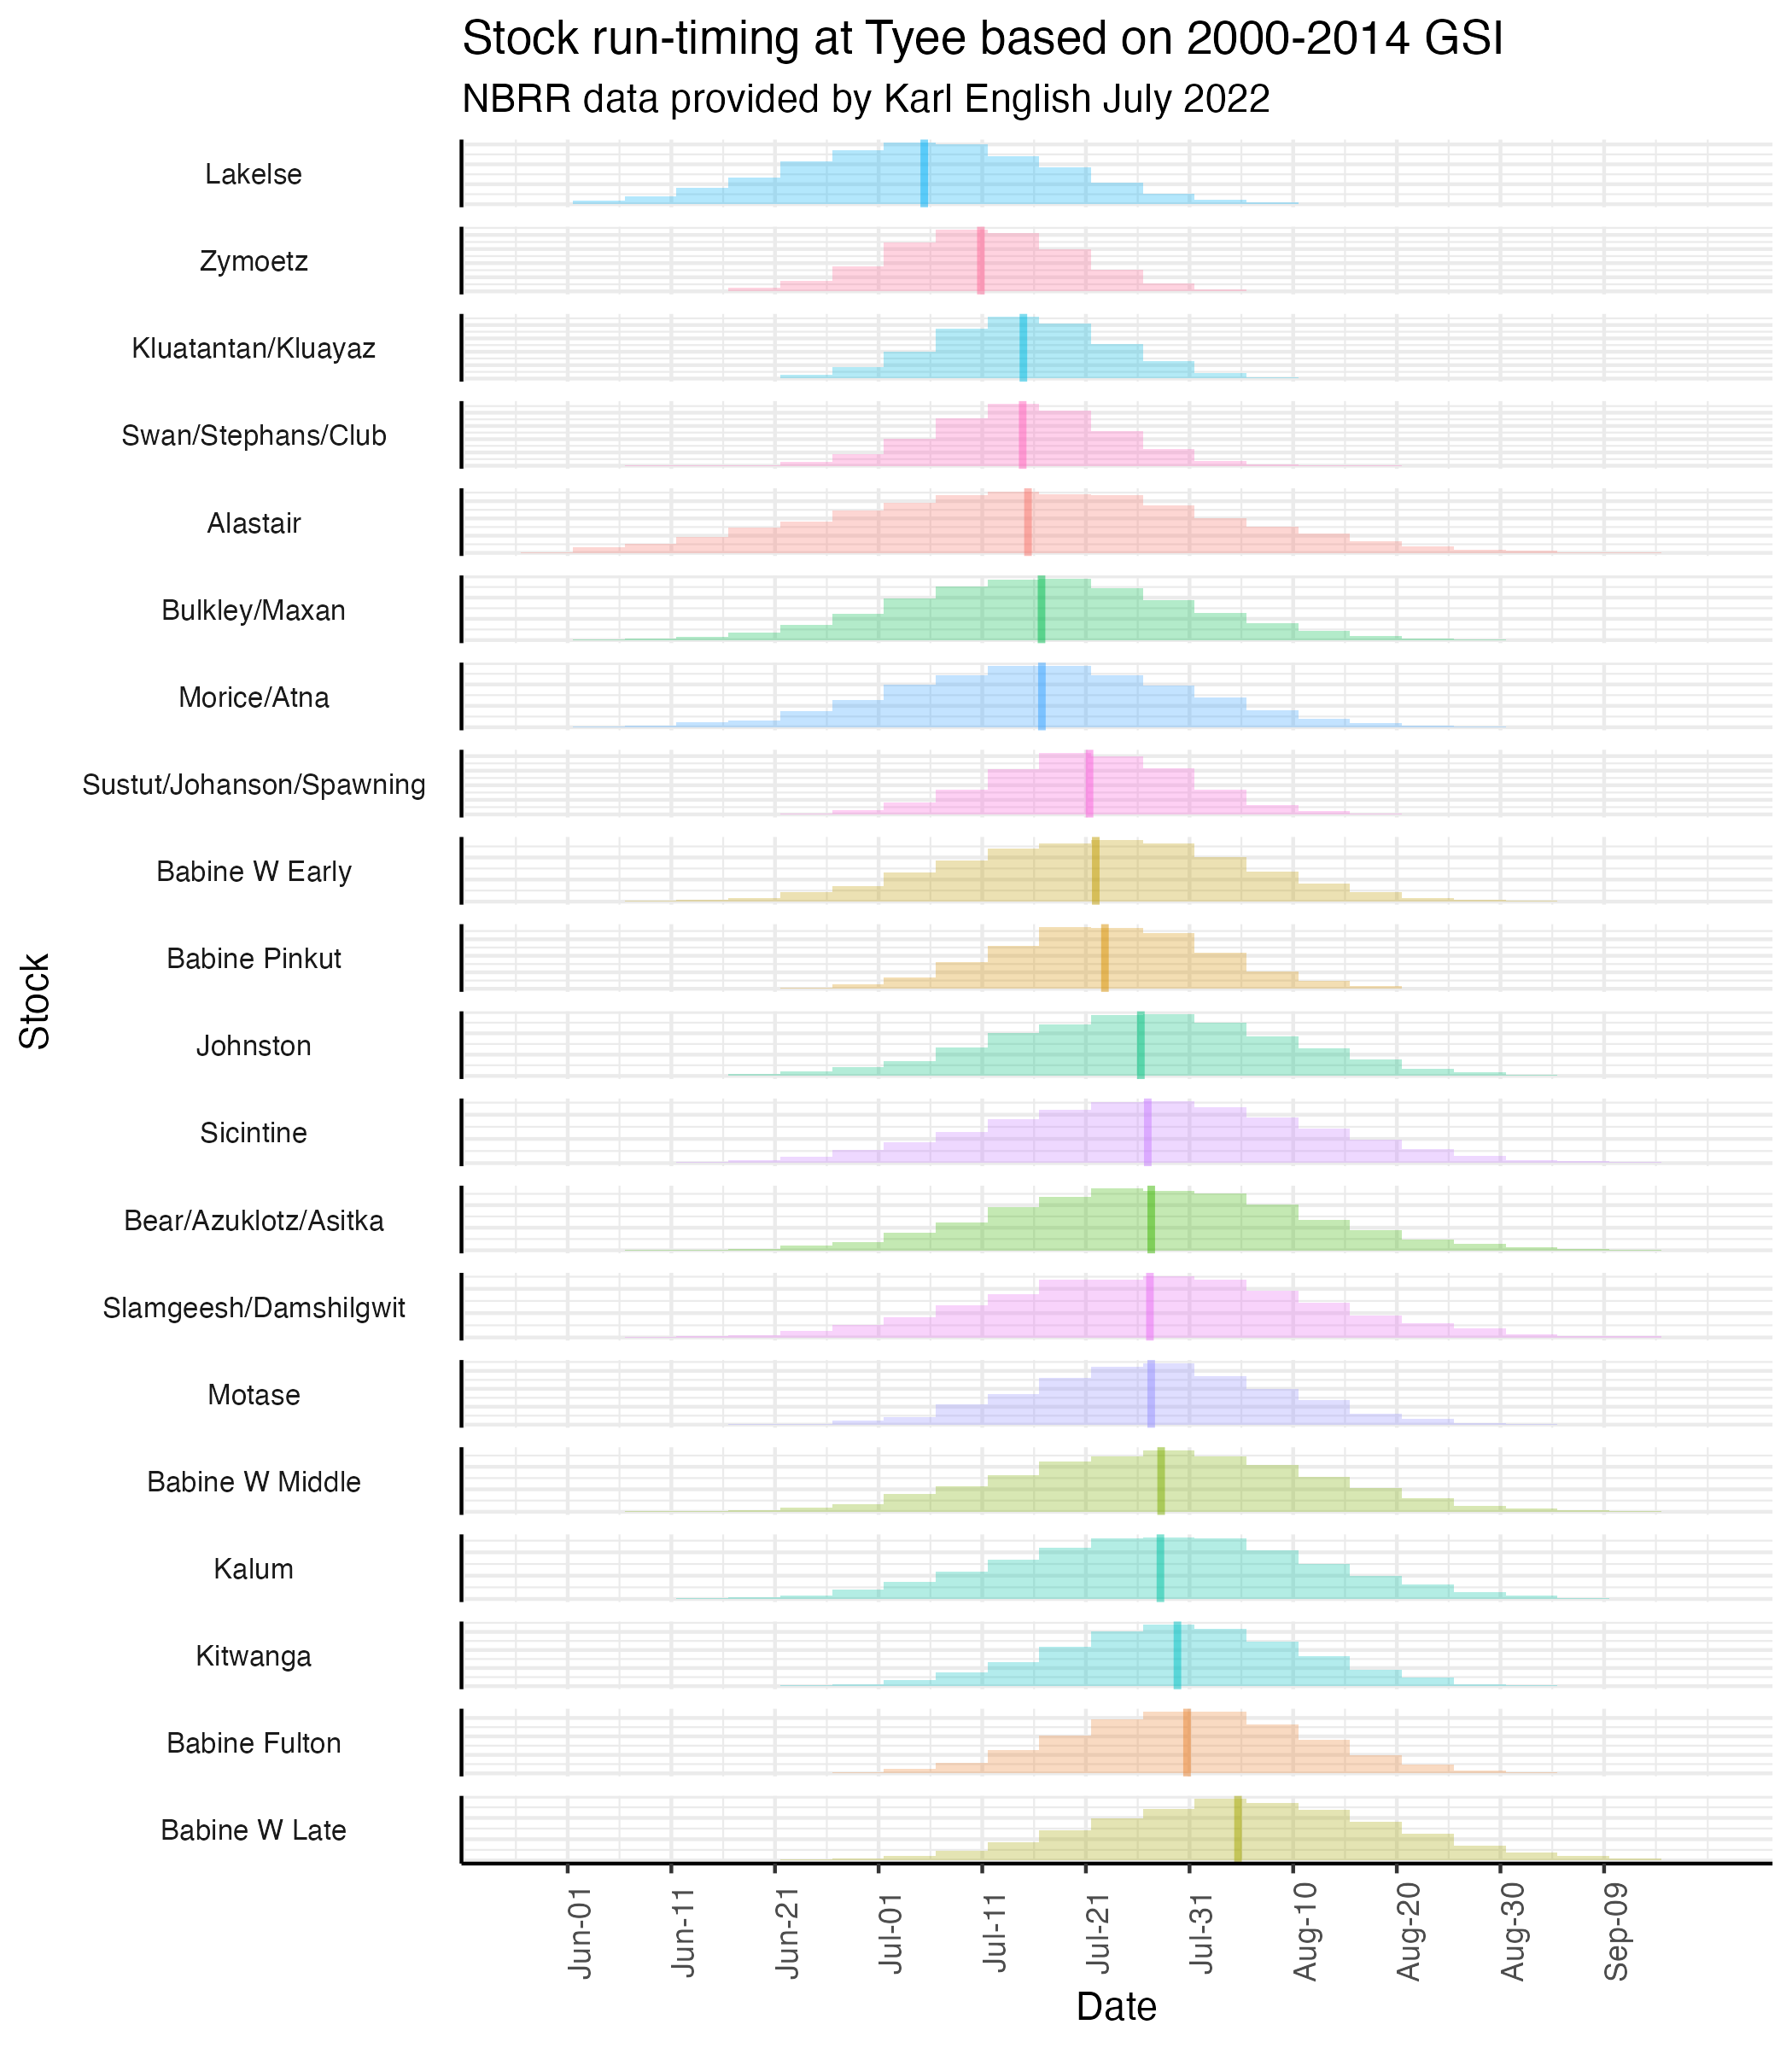 Stock run-timing at Tyee based on 2000-2014 GSI
NBRR data provided by Karl English July 2022
Lakelse
Zymoetz
Kluatantan/Kluayaz
Swan/Stephans/Club
Alastair
Bulkley/Maxan
Morice/Atna
Sustut/Johanson/Spawning
Babine W Early
Babine Pinkut
Johnston
Sicintine
Bear/Azuklotz/Asitka
Slamgeesh/Damshilgwit
Motase
Babine W Middle
Kalum
Kitwanga
Babine Fulton
Babine W Late
Stock
Jun-01
Jun-11
Jun-21
Jul-01
Jul-11
Jul-21
Jul-31
Aug-10
Aug-20
Aug-30
Sep-09
Date